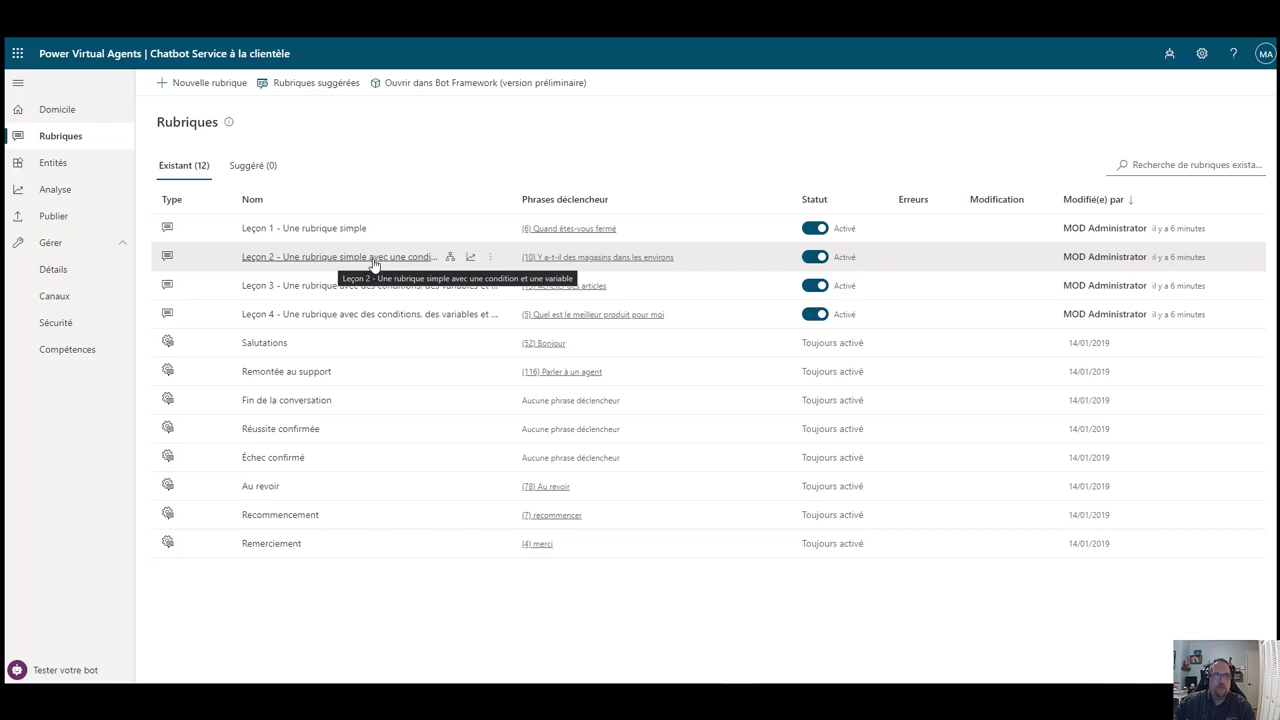 Power Virtual Agents | Chatbot Service à la clientèle
?
MA
Nouvelle rubrique
Rubriques suggérées
Ouvrir dans Bot Framework (version préliminaire)
Domicile
Rubriques
Entités
Analyse
Publier
Gérer
Détails
Canaux
Sécurité
Compétences
Tester votre bot
Rubriques
Existant (12) Suggéré (0)
Recherche de rubriques exista...
Type Nom Phrases déclencheur Statut Erreurs Modification Modifié(e) par
Leçon 1 - Une rubrique simple (6) Quand êtes-vous fermé Activé MOD Administrator il y a 6 minutes
Leçon 2 - Une rubrique simple avec une condi... (10) Y a-t-il des magasins dans les environs Activé MOD Administrator il y a 6 minutes
Leçon 2 - Une rubrique simple avec une condition et une variable
Leçon 3 - Une rubrique avec des conditions, des variables et ... Acheter des articles Activé MOD Administrator il y a 6 minutes
Leçon 4 - Une rubrique avec des conditions, des variables et ... (5) Quel est le meilleur produit pour moi Activé MOD Administrator il y a 6 minutes
Salutations (52) Bonjour Toujours activé 14/01/2019
Remontée au support (116) Parler à un agent Toujours activé 14/01/2019
Fin de la conversation Aucune phrase déclencheur Toujours activé 14/01/2019
Réussite confirmée Aucune phrase déclencheur Toujours activé 14/01/2019
Échec confirmé Aucune phrase déclencheur Toujours activé 14/01/2019
Au revoir (78) Au revoir Toujours activé 14/01/2019
Recommencement (7) recommencer Toujours activé 14/01/2019
Remerciement (4) merci Toujours activé 14/01/2019